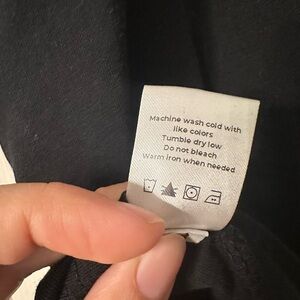 Machine wash cold with
like colors
Tumble dry low
Do not bleach
Warm iron when needed